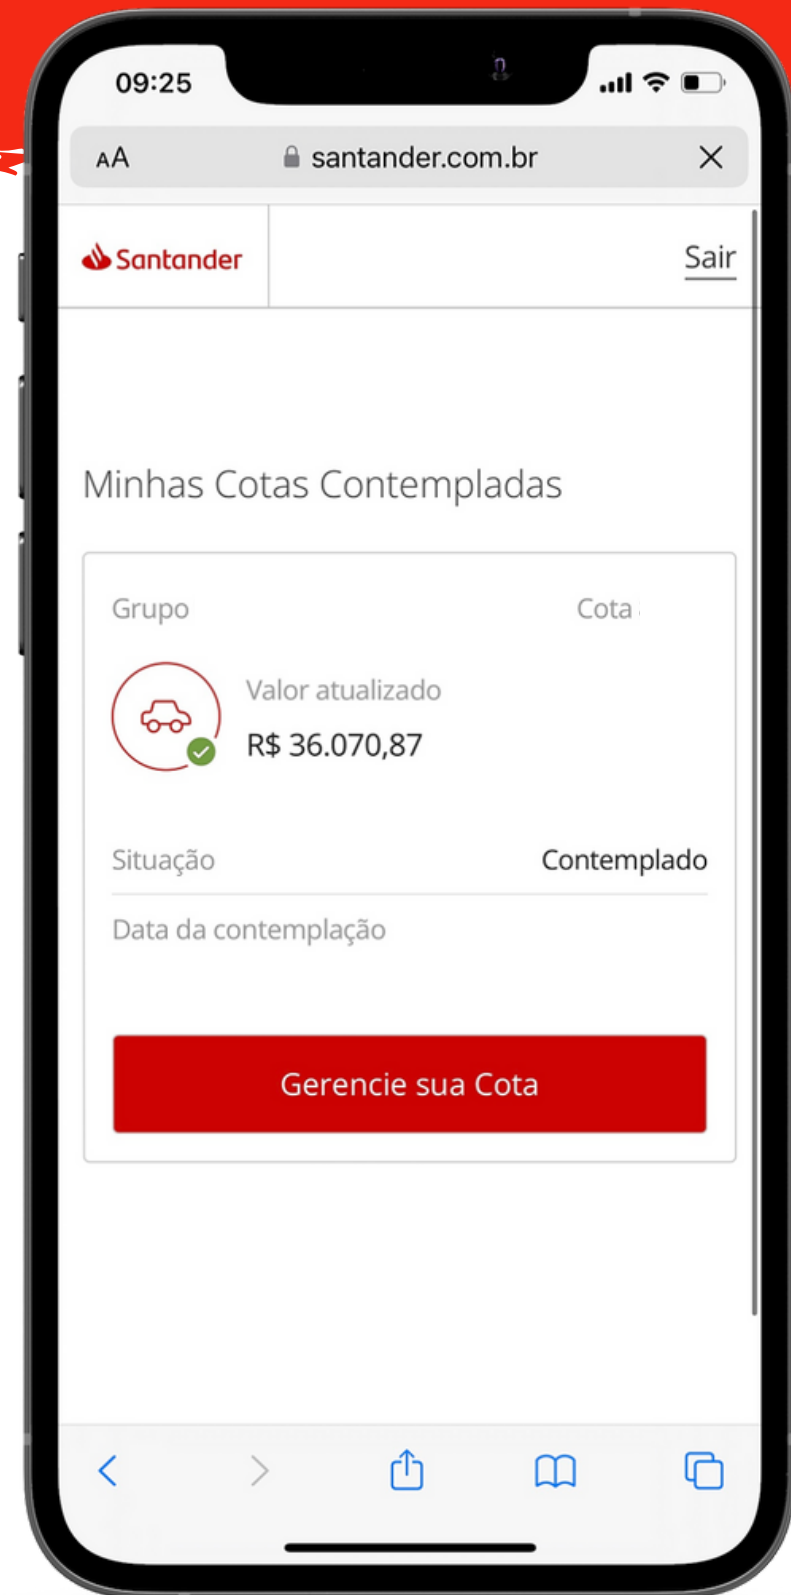 09:25
AA santander.com.br
Santander Sair
Minhas Cotas Contempladas
Grupo Cota
Valor atualizado
R$ 36.070,87
Situação Contemplado
Data da contemplação
Gerencie sua Cota